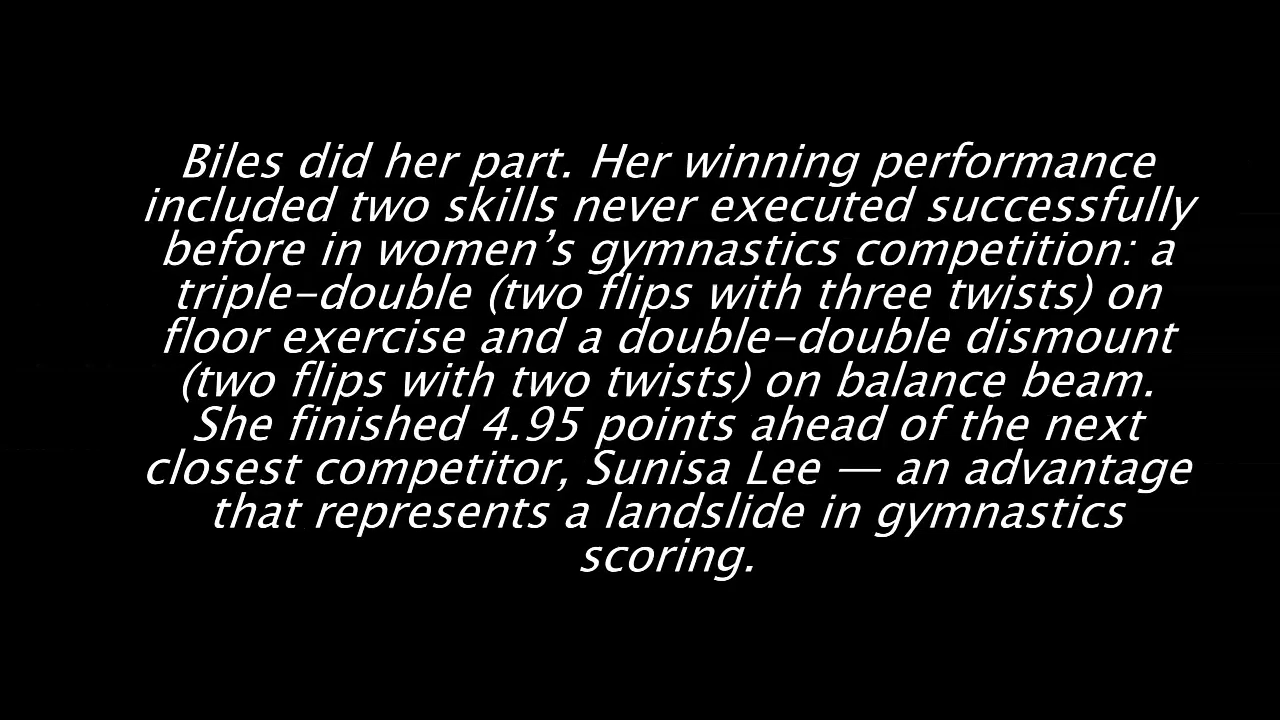 Biles did her part. Her winning performance
included two skills never executed successfully
before in women’s gymnastics competition: a
triple-double (two flips with three twists) on
floor exercise and a double-double dismount
(two flips with two twists) on balance beam.
She finished 4.95 points ahead of the next
closest competitor, Sunisa Lee — an advantage
that represents a landslide in gymnastics
scoring.